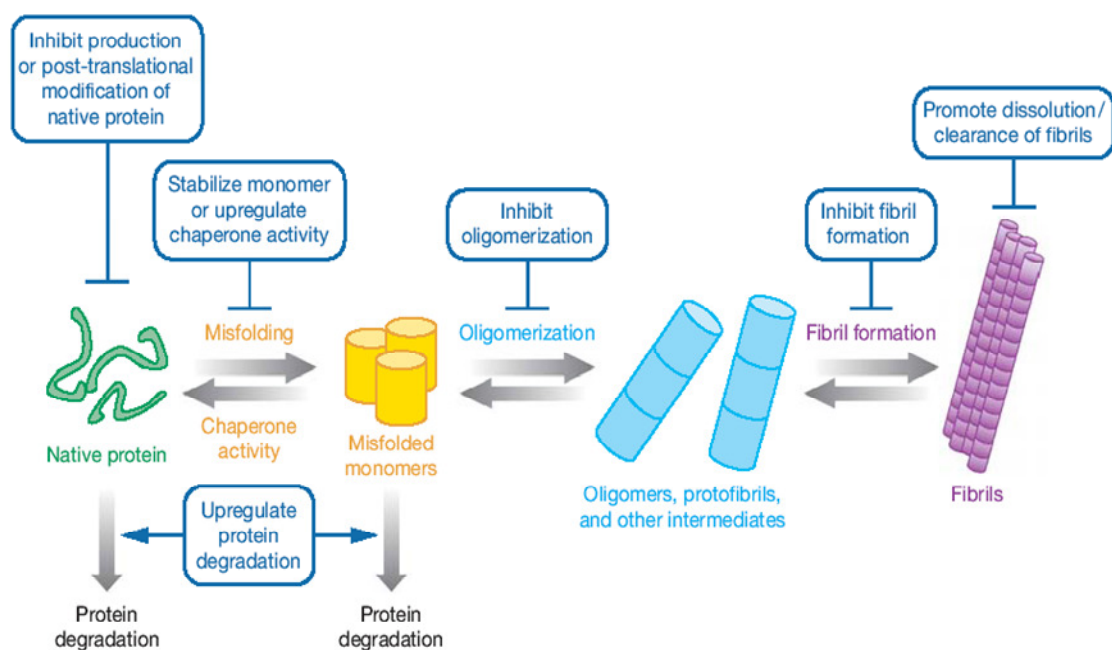 Inhibit production
or post-translational
modification of
native protein
Promote dissolution/
clearance of fibrils
Stabilize monomer
or upregulate
chaperone activity
Inhibit
oligomerization
Inhibit fibril
formation
Misfolding
Oligomerization
Fibril formation
Chaperone
activity
Native protein
Misfolded
monomers
Oligomers, protofibrils,
and other intermediates
Fibrils
Upregulate
protein
degradation
Protein
degradation
Protein
degradation